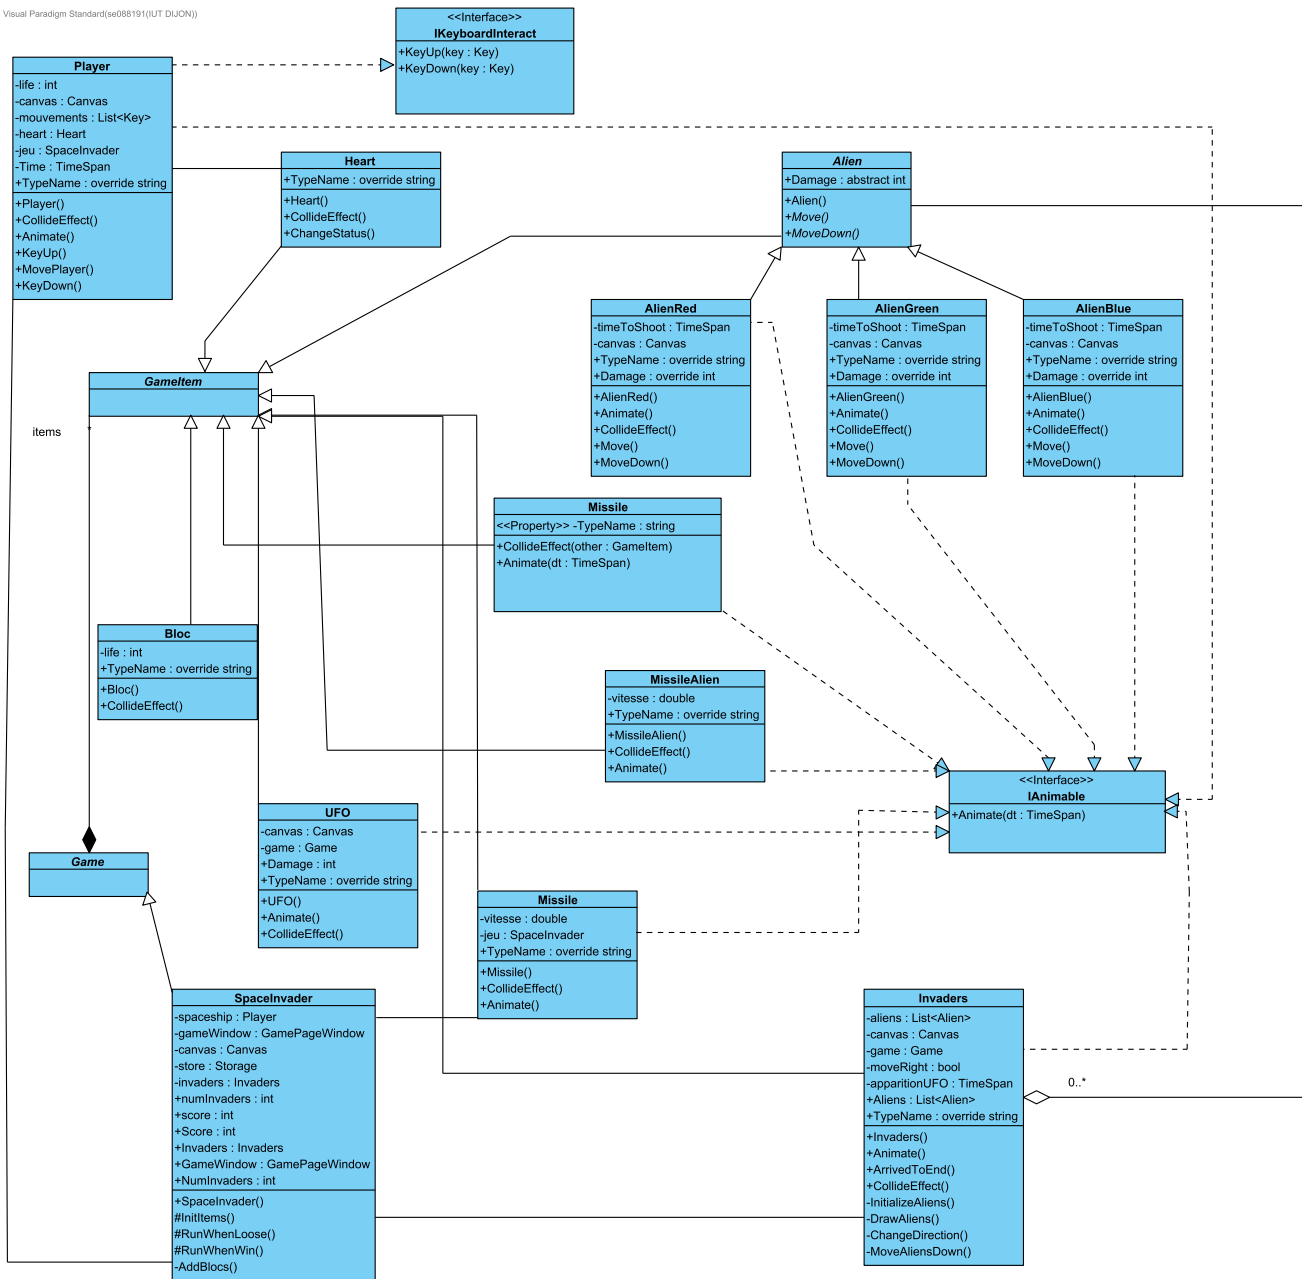 Visual Paradigm Standard(se088191(IUT DIJON))
<<Interface>>
IKeyboardInteract
+KeyUp(key : Key)
+KeyDown(key : Key)
Player
-life : int
-canvas : Canvas
-mouvements : List<Key>
-heart : Heart
-jeu : SpaceInvader
-Time : TimeSpan
+TypeName : override string
+Player()
+CollideEffect()
+Animate()
+KeyUp()
+MovePlayer()
+KeyDown()
Heart
+TypeName : override string
+Heart()
+CollideEffect()
+ChangeStatus()
Alien
+Damage : abstract int
+Alien()
+Move()
+MoveDown()
AlienRed
-timeToShoot : TimeSpan
-canvas : Canvas
+TypeName : override string
+Damage : override int
+AlienRed()
+Animate()
+CollideEffect()
+Move()
+MoveDown()
AlienGreen
-timeToShoot : TimeSpan
-canvas : Canvas
+TypeName : override string
+Damage : override int
+AlienGreen()
+Animate()
+CollideEffect()
+Move()
+MoveDown()
AlienBlue
-timeToShoot : TimeSpan
-canvas : Canvas
+TypeName : override string
+Damage : override int
+AlienBlue()
+Animate()
+CollideEffect()
+Move()
+MoveDown()
GameItem
items *
Missile
<<Property>> -TypeName : string
+CollideEffect(other : GameItem)
+Animate(dt : TimeSpan)
Bloc
-life : int
+TypeName : override string
+Bloc()
+CollideEffect()
MissileAlien
-vitesse : double
+TypeName : override string
+MissileAlien()
+CollideEffect()
+Animate()
<<Interface>>
IAnimable
+Animate(dt : TimeSpan)
UFO
-canvas : Canvas
-game : Game
+Damage : int
+TypeName : override string
+UFO()
+Animate()
+CollideEffect()
Game
Missile
-vitesse : double
-jeu : SpaceInvader
+TypeName : override string
+Missile()
+CollideEffect()
+Animate()
SpaceInvader
-spaceship : Player
-gameWindow : GamePageWindow
-canvas : Canvas
-store : Storage
-invaders : Invaders
+numInvaders : int
+score : int
+Score : int
+Invaders : Invaders
+GameWindow : GamePageWindow
+NumInvaders : int
+SpaceInvader()
#InitItems()
#RunWhenLoose()
#RunWhenWin()
-AddBlocs()
Invaders
-aliens : List<Alien>
-canvas : Canvas
-game : Game
-moveRight : bool
-apparitionUFO : TimeSpan
+Aliens : List<Alien>
+TypeName : override string
+Invaders()
+Animate()
+ArrivedToEnd()
+CollideEffect()
-InitializeAliens()
-DrawAliens()
-ChangeDirection()
-MoveAliensDown()
0..*